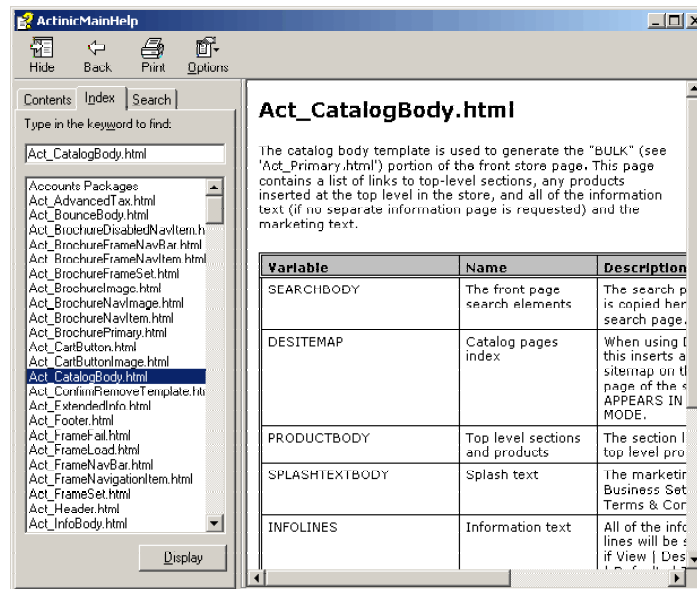 ActinicMainHelp
Hide Back Print Options
Contents Index Search
Type in the keyword to find:
Act_CatalogBody.html
Accounts Packages
Act_AdvancedTax.html
Act_BounceBody.html
Act_BrochureDisabledNavItem.h
Act_BrochureFrameNavBar.html
Act_BrochureFrameNavItem.html
Act_BrochureFrameSet.html
Act_BrochureImage.html
Act_BrochureNavImage.html
Act_BrochureNavItem.html
Act_BrochurePrimary.html
Act_CartButton.html
Act_CartButtonImage.html
Act_CatalogBody.html
Act_ConfirmRemoveTemplate.ht
Act_ExtendedInfo.html
Act_Footer.html
Act_FrameFail.html
Act_FrameLoad.html
Act_FrameNavBar.html
Act_FrameNavigationItem.html
Act_FrameSet.html
Act_Header.html
Act_InfoBody.html
Display
Act_CatalogBody.html
The catalog body template is used to generate the "BULK" (see
'Act_Primary.html') portion of the front store page. This page
contains a list of links to top-level sections, any products
inserted at the top level in the store, and all of the information
text (if no separate information page is requested) and the
marketing text.
Variable Name Description
SEARCHBODY The front page The search p
search elements is copied her
search page.
DESITEMAP Catalog pages When using D
index this inserts a
sitemap on th
page of the s
APPEARS IN
MODE.
PRODUCTBODY Top level sections The section l
and products top level pro
SPLASHTEXTBODY Splash text The marketin
Business Set
Terms & Con
INFOLINES Information text All of the info
lines will be s
if View | Des